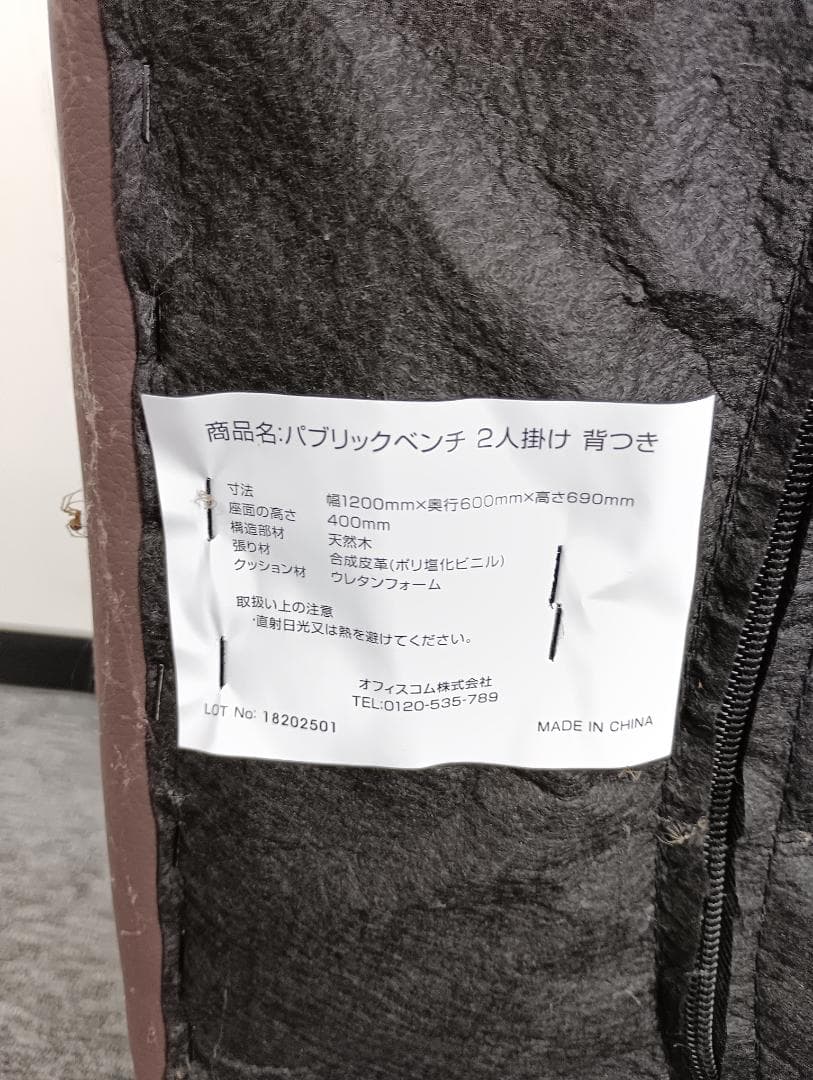 商品名:パブリックベンチ 2人掛け 背つき
寸法 幅1200mm×奥行600mm×高さ690mm
座面の高さ 400mm
構造部材 天然木
張り材 合成皮革(ポリ塩化ビニル)
クッション材 ウレタンフォーム
取扱い上の注意
・直射日光又は熱を避けてください。
オフィスコム株式会社
TEL:0120-535-789
LOT No: 18202501
MADE IN CHINA